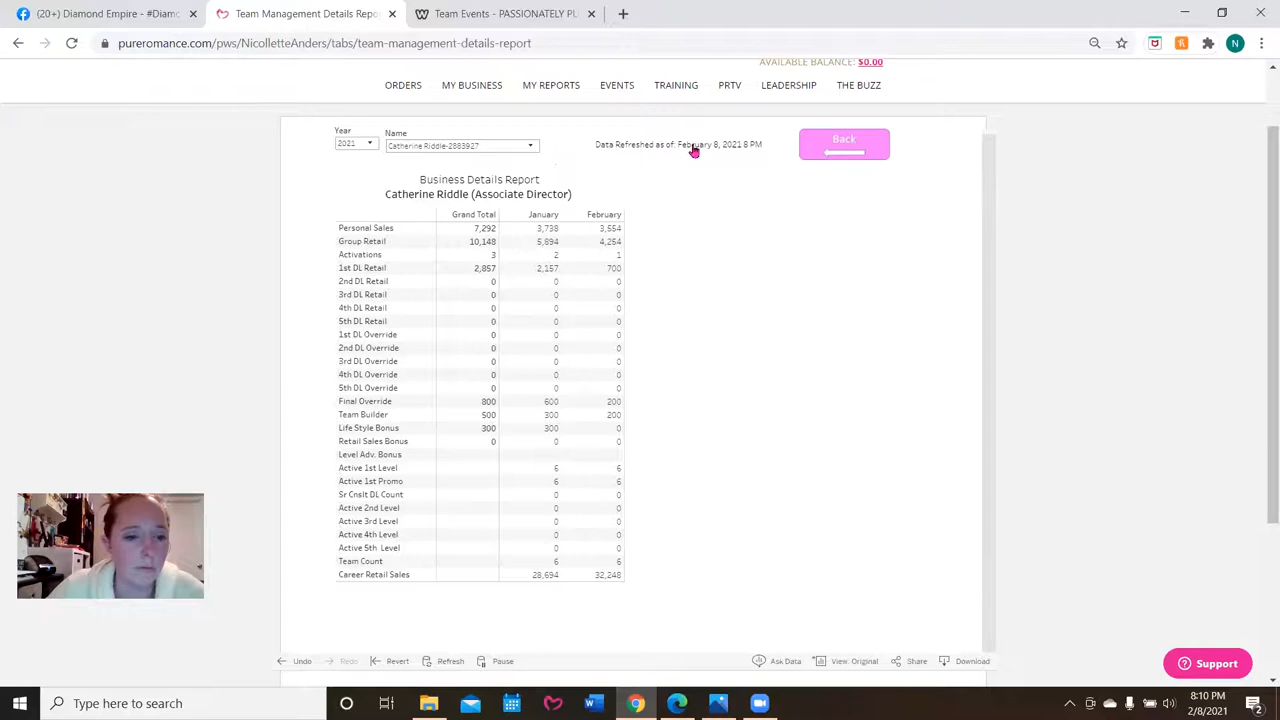 (20+) Diamond Empire - #Diamo
Team Management Details Repo
Team Events - PASSIONATELY PU
pureromance.com/pws/NicolletteAnders/tabs/team-management-details-report
N
AVAILABLE BALANCE: $0.00
ORDERS MY BUSINESS MY REPORTS EVENTS TRAINING PRTV LEADERSHIP THE BUZZ
Year Name
2021 Catherine Riddle-2883927 Data Refreshed as of: February 8, 2021 8 PM Back
Business Details Report
Catherine Riddle (Associate Director)
Grand Total January February
Personal Sales 7,292 3,738 3,554
Group Retail 10,148 5,894 4,254
Activations 3 2 1
1st DL Retail 2,857 2,157 700
2nd DL Retail 0 0 0
3rd DL Retail 0 0 0
4th DL Retail 0 0 0
5th DL Retail 0 0 0
1st DL Override 0 0 0
2nd DL Override 0 0 0
3rd DL Override 0 0 0
4th DL Override 0 0 0
5th DL Override 0 0 0
Final Override 800 600 200
Team Builder 500 300 200
Life Style Bonus 300 300 0
Retail Sales Bonus 0 0 0
Level Adv. Bonus
Active 1st Level 6 6
Active 1st Promo 6 6
Sr Cnslt DL Count 0 0
Active 2nd Level 0 0
Active 3rd Level 0 0
Active 4th Level 0 0
Active 5th Level 0 0
Team Count 6 6
Career Retail Sales 28,694 32,248
Undo Redo Revert Refresh Pause Ask Data View: Original Share Download
Support
Type here to search
8:10 PM
2/8/2021
2